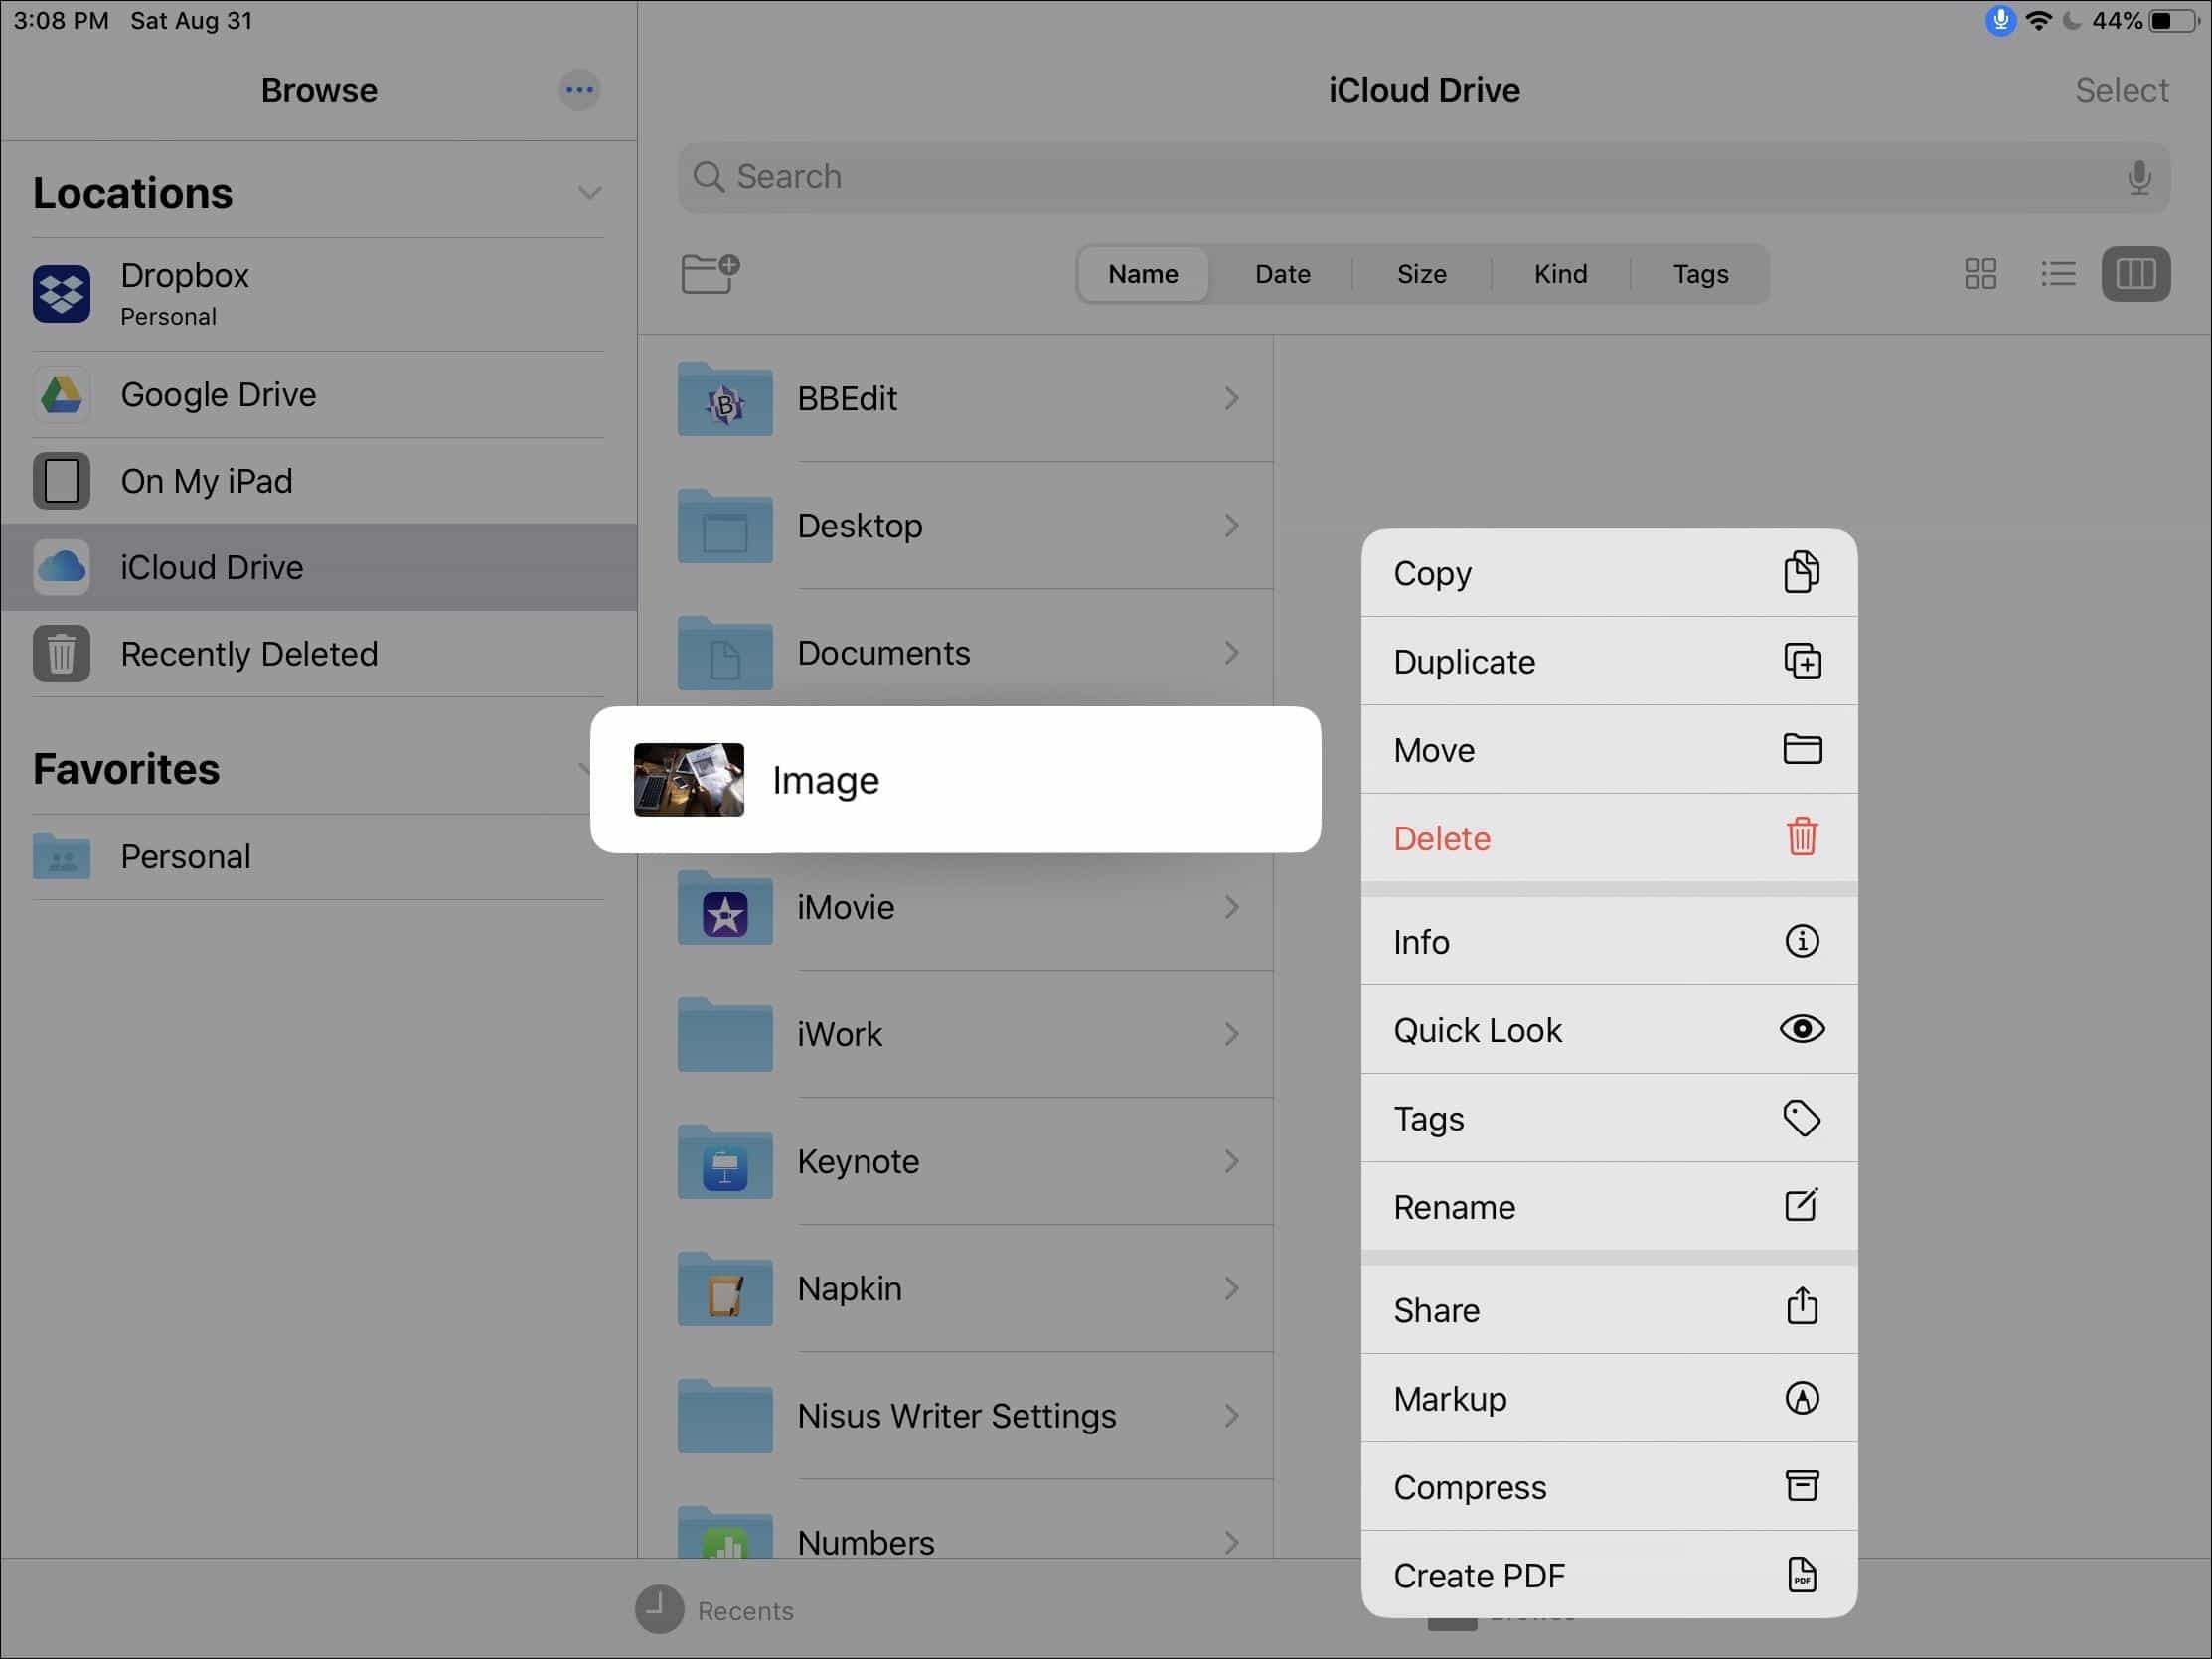 3:08 PM Sat Aug 31
44%
Browse
Locations
Dropbox
Personal
Google Drive
On My iPad
iCloud Drive
Recently Deleted
Favorites
Personal
iCloud Drive
Select
Search
Name Date Size Kind Tags
BBEdit
Desktop
Documents
Image
iMovie
iWork
Keynote
Napkin
Nisus Writer Settings
Numbers
Copy
Duplicate
Move
Delete
Info
Quick Look
Tags
Rename
Share
Markup
Compress
Create PDF
PDF
Recents